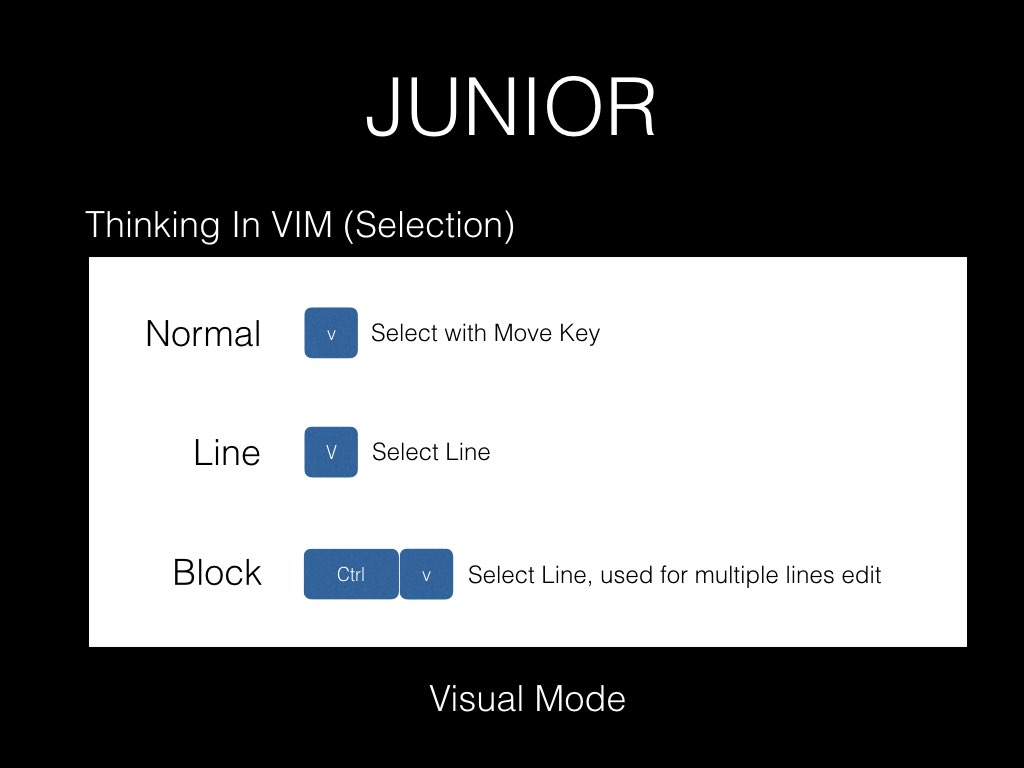 JUNIOR
Thinking In VIM (Selection)
Normal v Select with Move Key
Line V Select Line
Block Ctrl v Select Line, used for multiple lines edit
Visual Mode